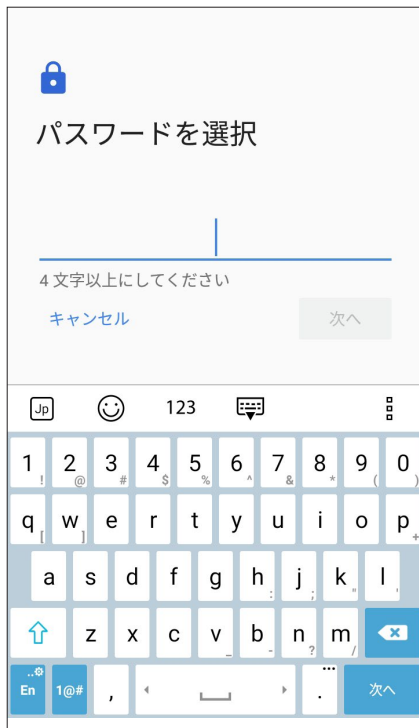 パスワードを選択
4 文字以上にしてください
キャンセル 次へ
Jp 123
1 ! 2 @ 3 # 4 $ 5 % 6 ^ 7 & 8 * 9 ( 0 )
q [ w ] e r t y u i o p +
a s d f g h : j ; k " l '
z x c v _ b - n ? m /
En 1@# , . ... 次へ